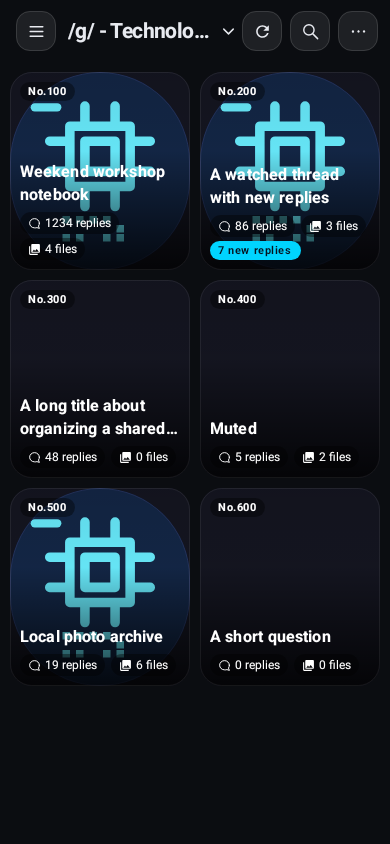 /g/ - Technolo...
No.100
Weekend workshop
notebook
1234 replies
4 files
No.200
A watched thread
with new replies
86 replies
3 files
7 new replies
No.300
A long title about
organizing a shared...
48 replies
0 files
No.400
Muted
5 replies
2 files
No.500
Local photo archive
19 replies
6 files
No.600
A short question
0 replies
0 files